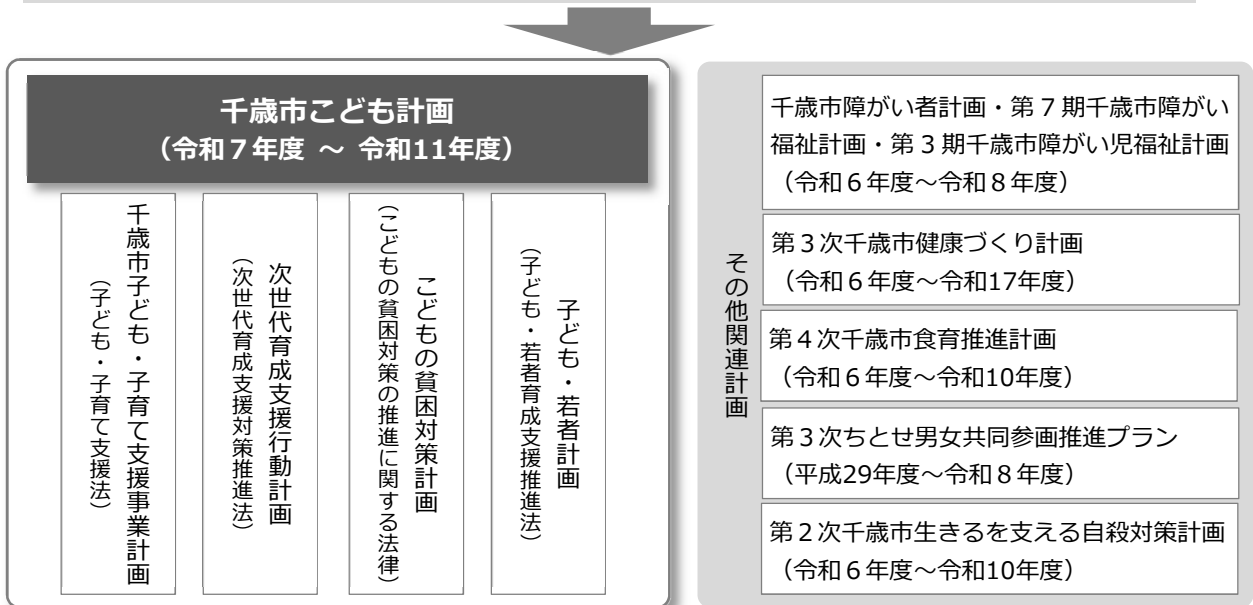 千歳市こども計画
（令和７年度 ～ 令和11年度）
千歳市子ども・子育て支援事業計画
（子ども・子育て支援法）
次世代育成支援行動計画
（次世代育成支援対策推進法）
こどもの貧困対策計画
（こどもの貧困対策の推進に関する法律）
子ども・若者計画
（子ども・若者育成支援推進法）
その他関連計画
千歳市障がい者計画・第７期千歳市障がい
福祉計画・第３期千歳市障がい児福祉計画
（令和６年度～令和８年度）
第３次千歳市健康づくり計画
（令和６年度～令和17年度）
第４次千歳市食育推進計画
（令和６年度～令和10年度）
第３次ちとせ男女共同参画推進プラン
（平成29年度～令和８年度）
第２次千歳市生きるを支える自殺対策計画
（令和６年度～令和10年度）